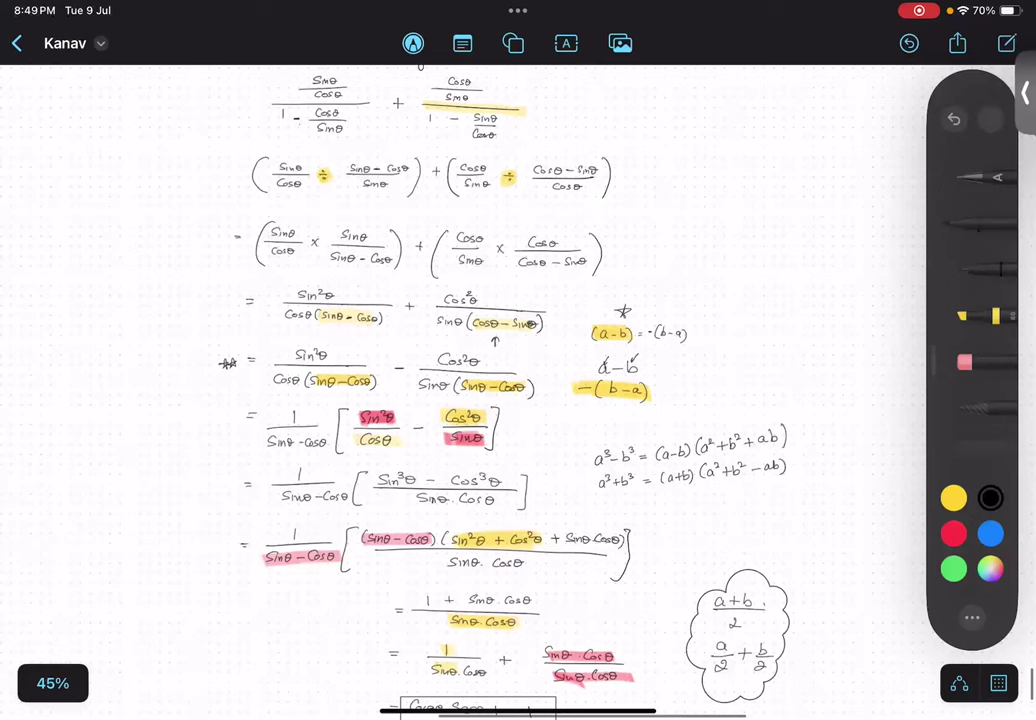 8:49 PM Tue 9 Jul
70%
Kanav
A
A
Sinθ/Cosθ / (1 - Cosθ/Sinθ) + Cosθ/Sinθ / (1 - Sinθ/Cosθ)
(Sinθ/Cosθ ÷ (Sinθ - Cosθ)/Sinθ) + (Cosθ/Sinθ ÷ (Cosθ - Sinθ)/Cosθ)
= (Sinθ/Cosθ × Sinθ/(Sinθ - Cosθ)) + (Cosθ/Sinθ × Cosθ/(Cosθ - Sinθ))
= Sin²θ/(Cosθ (Sinθ - Cosθ)) + Cos²θ/(Sinθ (Cosθ - Sinθ))
(a-b) = -(b-a)
a - b
-(b-a)
= Sin²θ/(Cosθ (Sinθ - Cosθ)) - Cos²θ/(Sinθ (Sinθ - Cosθ))
= 1/(Sinθ - Cosθ) [Sin²θ/Cosθ - Cos²θ/Sinθ]
a³ - b³ = (a-b) (a² + b² + ab)
a³ + b³ = (a+b) (a² + b² - ab)
= 1/(Sinθ - Cosθ) [(Sin³θ - Cos³θ)/(Sinθ . Cosθ)]
= 1/(Sinθ - Cosθ) [(Sinθ - Cosθ) (Sin²θ + Cos²θ + Sinθ Cosθ)/(Sinθ . Cosθ)]
= (1 + Sinθ . Cosθ)/(Sinθ . Cosθ)
(a + b)/2
a/2 + b/2
= 1/(Sinθ . Cosθ) + (Sinθ . Cosθ)/(Sinθ . Cosθ)
45%